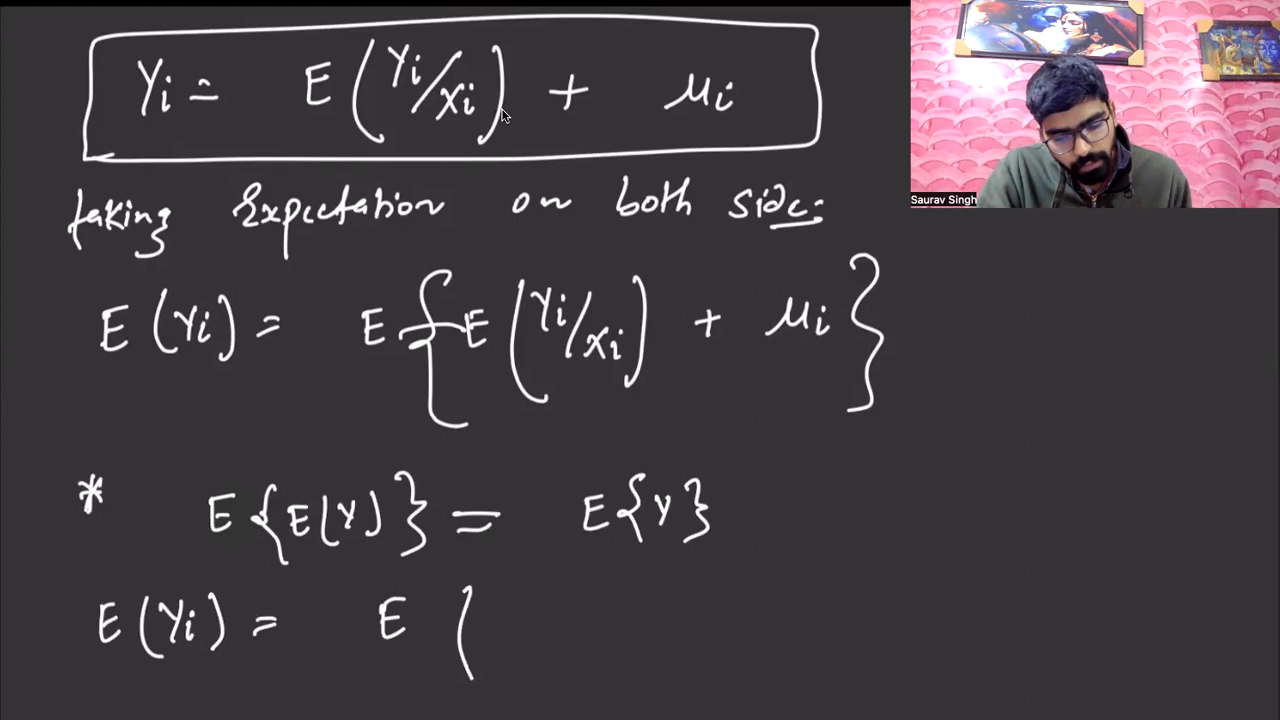 Yi = E (Yi/Xi) + μi
taking Expectation on both side:
E (Yi) = E { E (Yi/Xi) + μi }
* E {E(Y)} = E {Y}
E (Yi) = E (
Saurav Singh